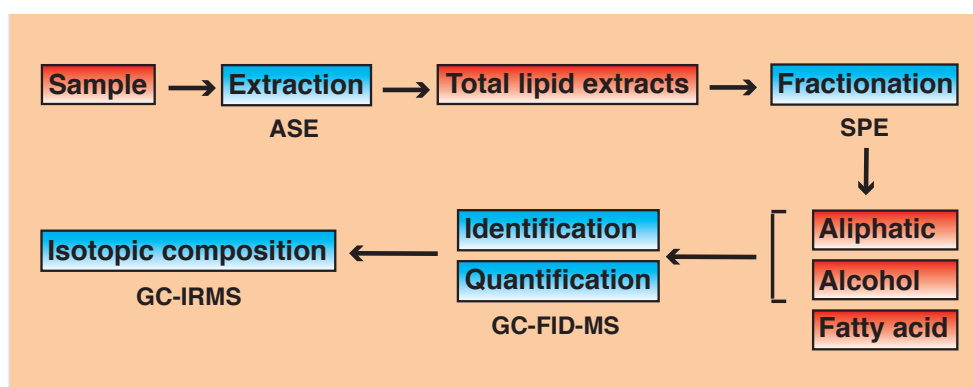 Sample
Extraction
Total lipid extracts
Fractionation
ASE
SPE
Aliphatic
Alcohol
Fatty acid
Identification
Quantification
GC-FID-MS
Isotopic composition
GC-IRMS